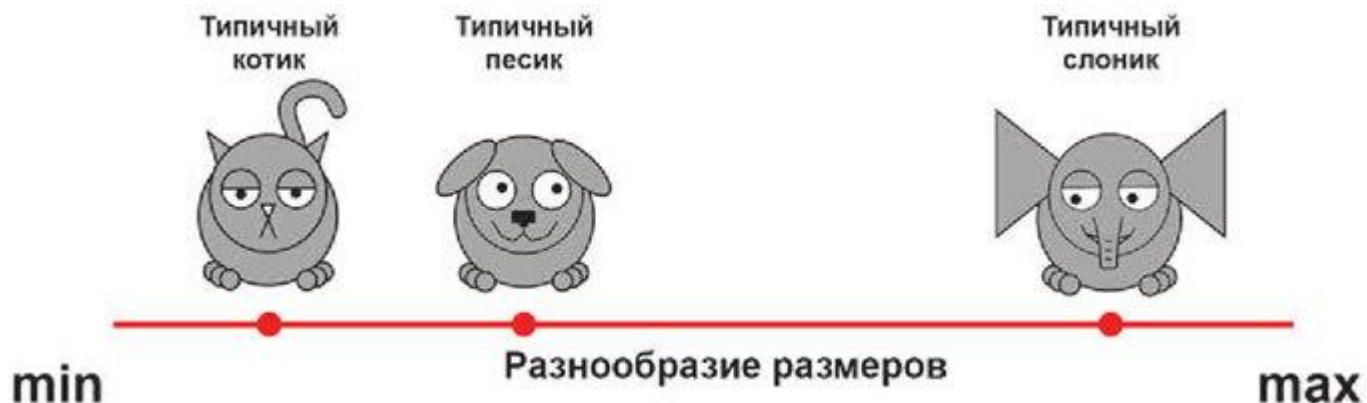 Типичный
котик
Типичный
песик
Типичный
слоник
min
Разнообразие размеров
max